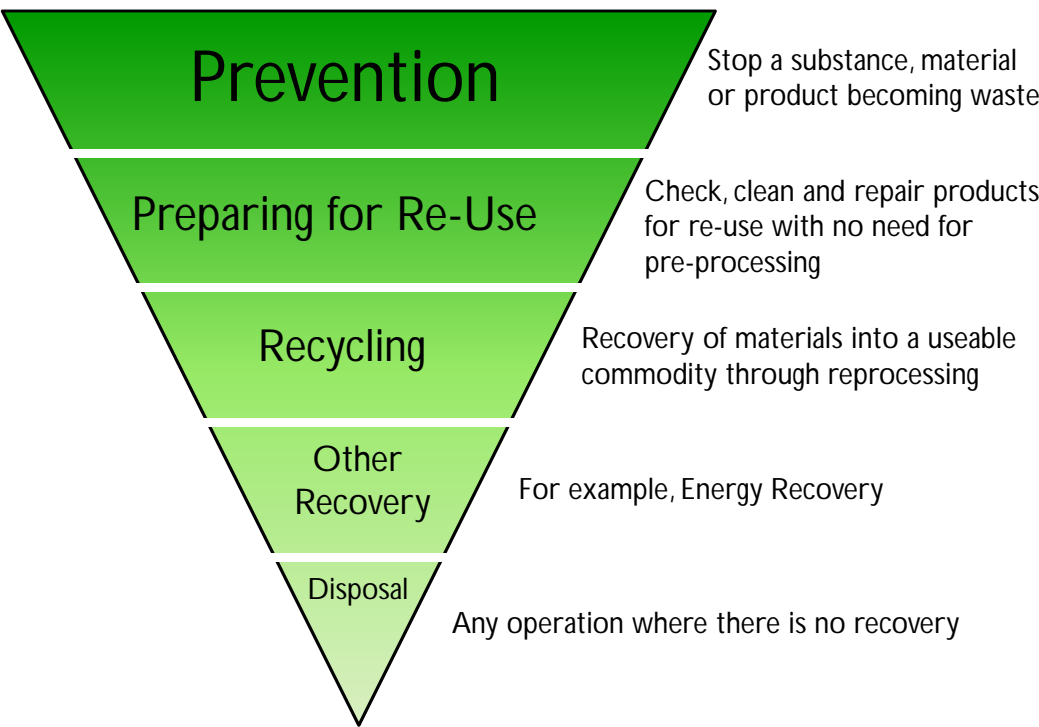 Prevention
Stop a substance, material
or product becoming waste
Preparing for Re-Use
Check, clean and repair products
for re-use with no need for
pre-processing
Recycling
Recovery of materials into a useable
commodity through reprocessing
Other
Recovery
For example, Energy Recovery
Disposal
Any operation where there is no recovery